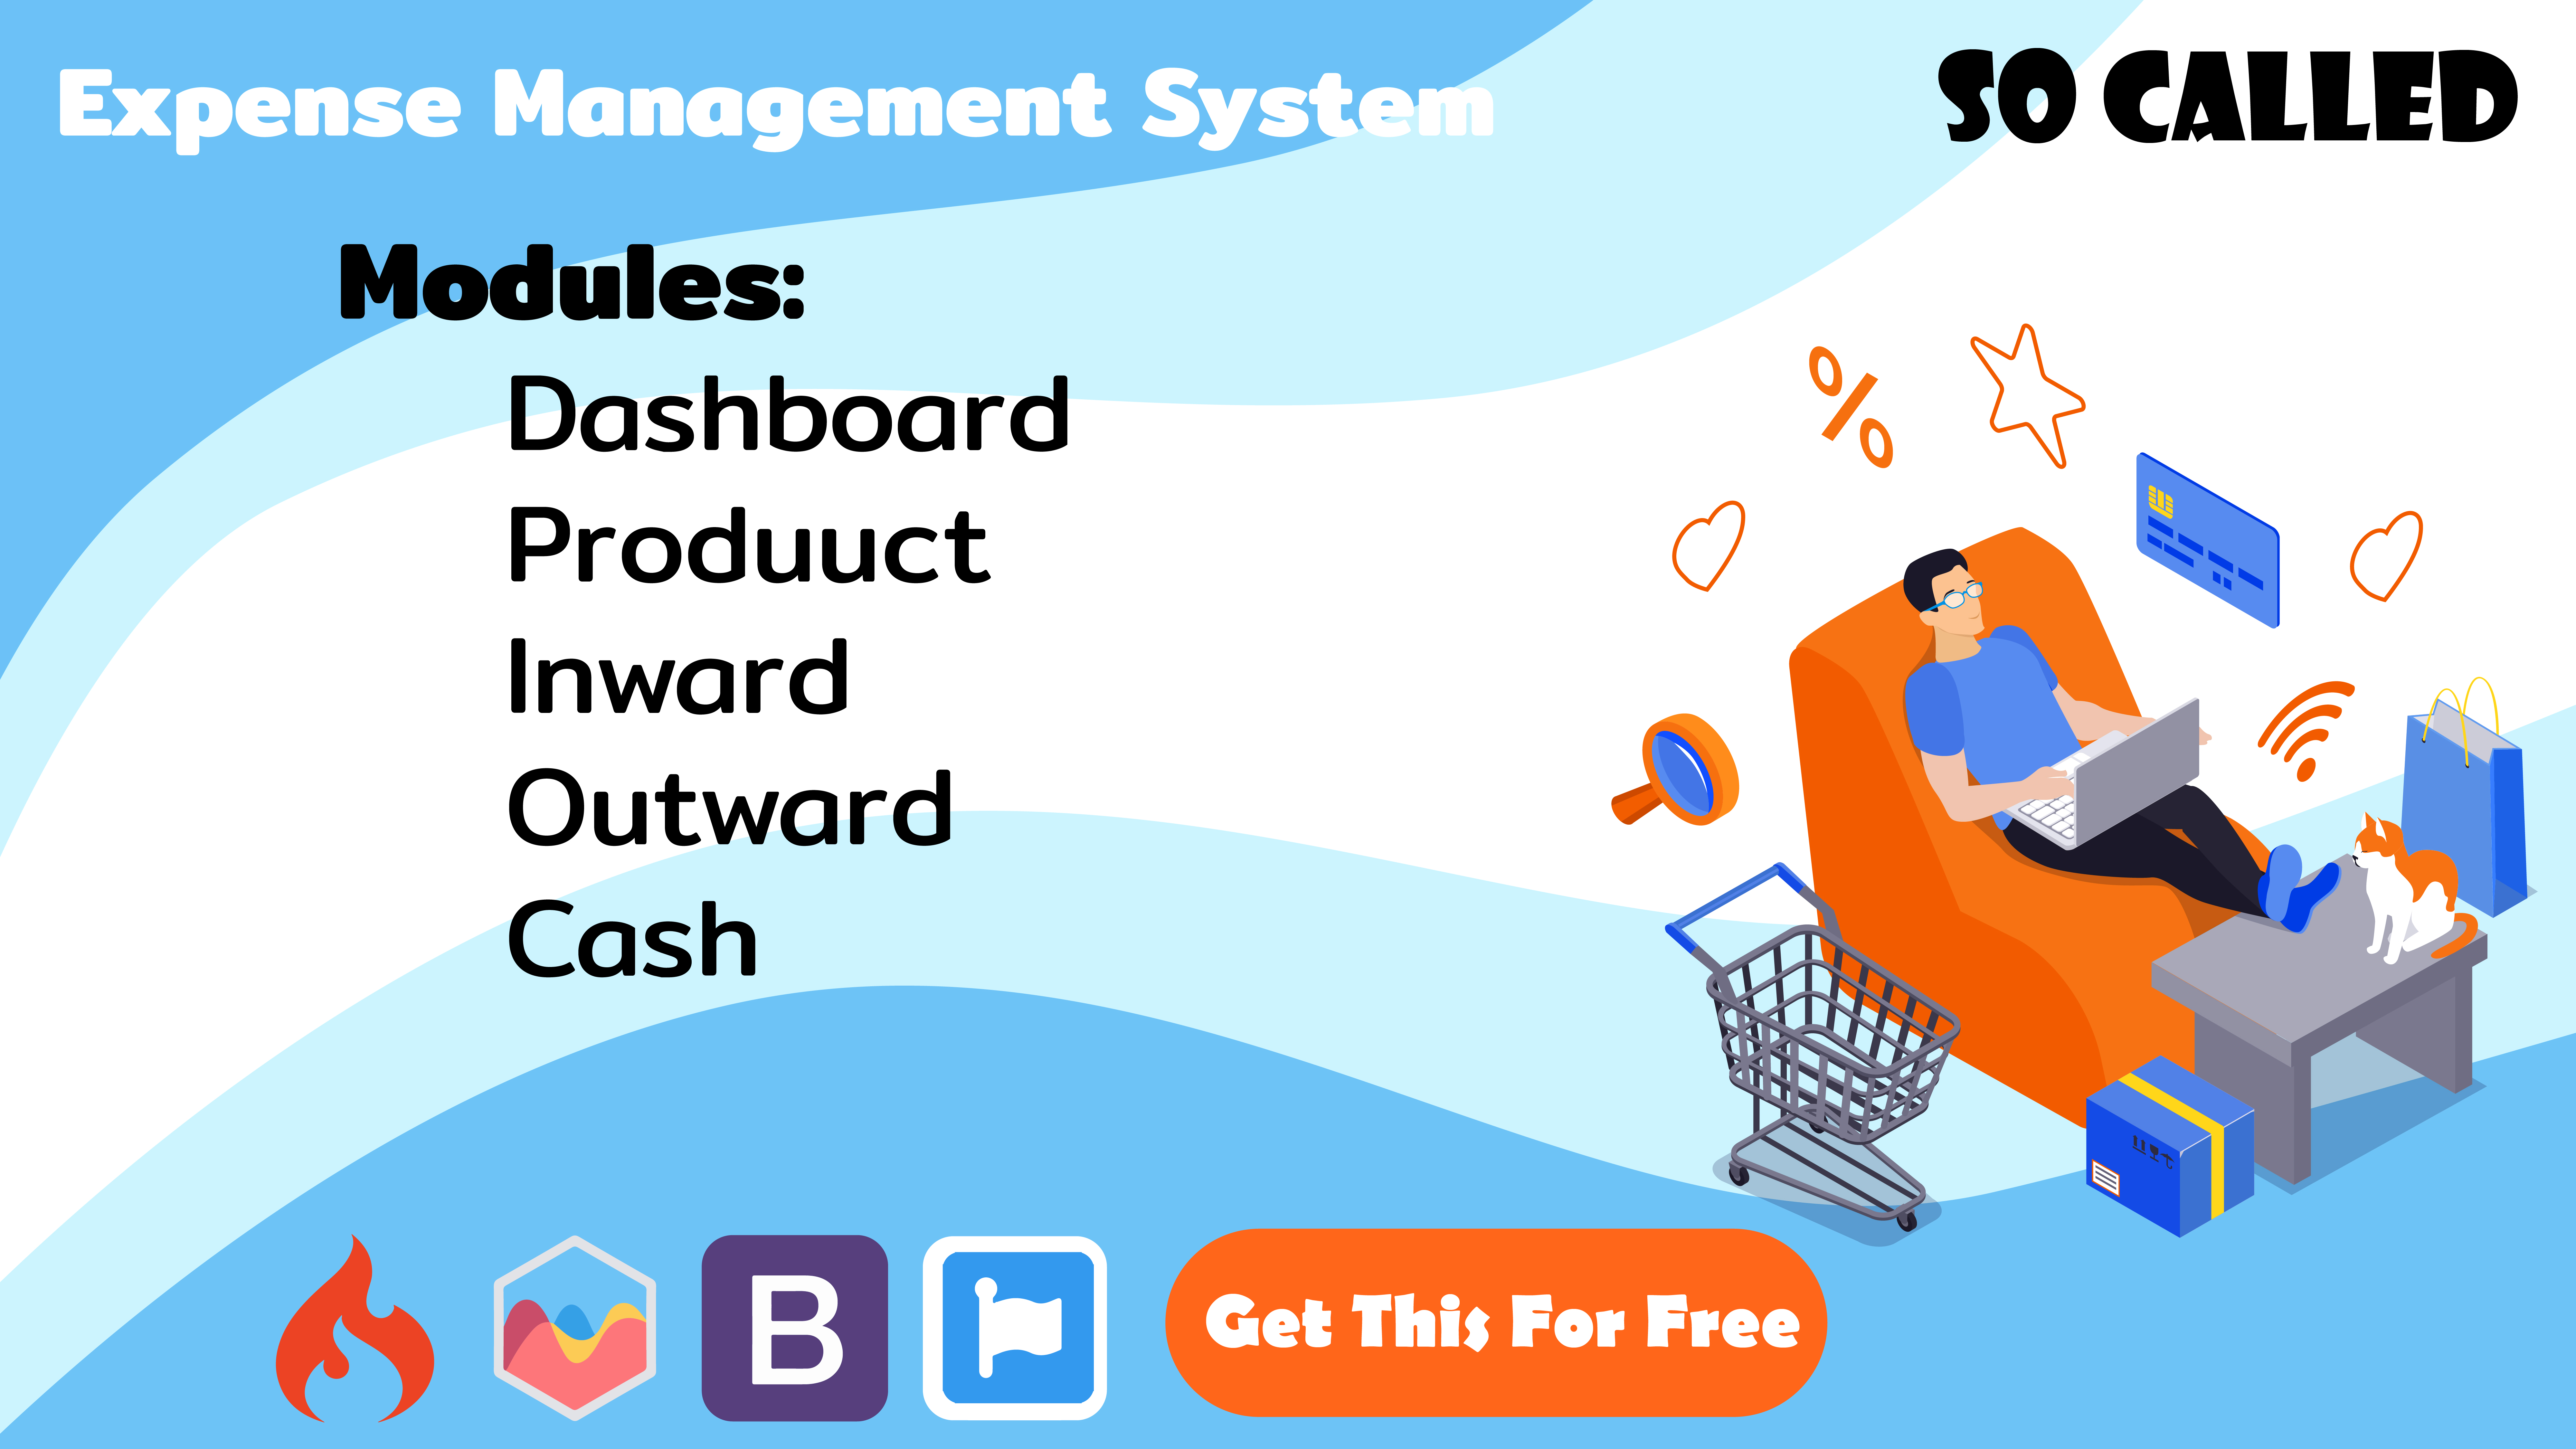 Expense Management System
SO CALLED
Modules:
Dashboard
Produuct
Inward
Outward
Cash
B
Get This For Free